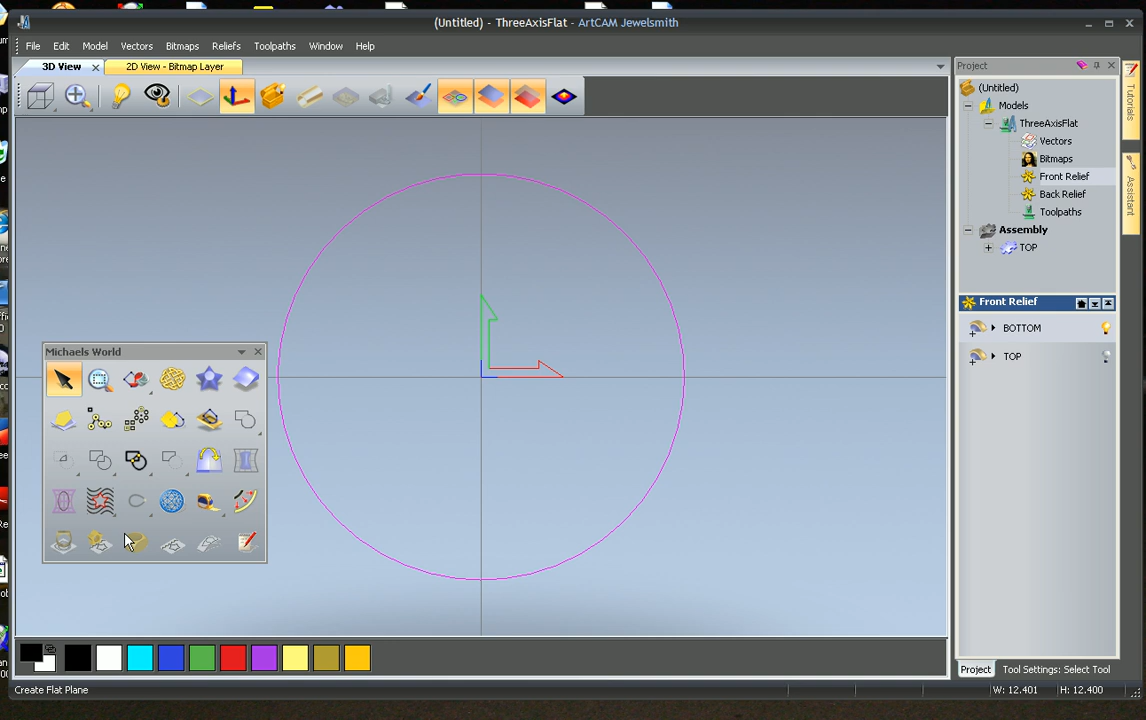 (Untitled) - ThreeAxisFlat - ArtCAM Jewelsmith
File Edit Model Vectors Bitmaps Reliefs Toolpaths Window Help
3D View 2D View - Bitmap Layer
Project
(Untitled)
Models
ThreeAxisFlat
Vectors
Bitmaps
Front Relief
Back Relief
Toolpaths
Assembly
TOP
Tutorials
Assistant
Front Relief
BOTTOM
TOP
Michaels World
Project Tool Settings: Select Tool
Create Flat Plane
W: 12.401 H: 12.400